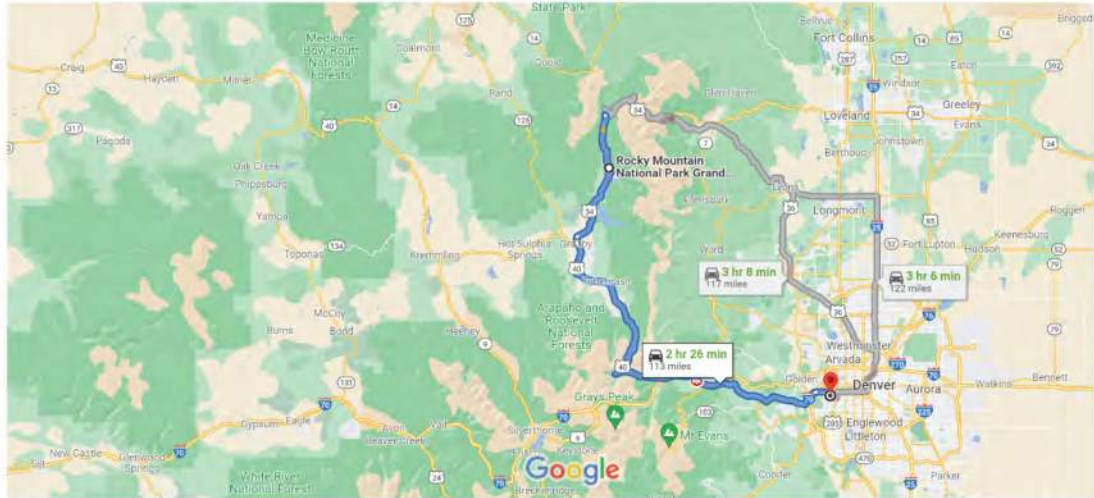 State Park
Briggsd
Bellvue
Fort Collins
Medicine
Bow-Routt
National
Forests
Coalmont
Craig
Hayden
Milner
Gould
Rand
Glen Haven
Windsor
Eaton
Greeley
Loveland
Evans
Pagoda
Johnstown
Berthoud
Oak Creek
Phippsburg
Rocky Mountain
National Park Grand...
Allenspark
Lyons
Longmont
Yampa
Toponas
Kremmling
Hot Sulphur
Springs
Granby
Ward
Fort Lupton
Hudson
Keenesburg
Roggen
3 hr 8 min
117 miles
3 hr 6 min
122 miles
Arapaho and
Roosevelt
National
Forests
McCoy
Burns
Bond
Heeney
2 hr 26 min
113 miles
Westminster
Arvada
Golden
Denver
Aurora
Watkins
Bennett
Grays Peak
Mt Evans
Englewood
Littleton
Silverthorne
Keystone
Gypsum
Eagle
Avon
Vail
Beaver Creek
New Castle
Glenwood
Springs
Silt
White River
National Forest
Breckenridge
Conifer
Parker
Google